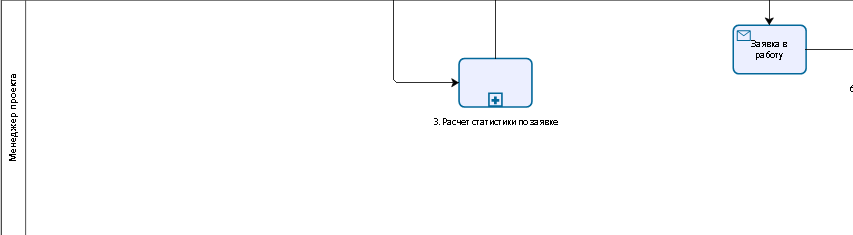 Менеджер проекта
Заявка в
работу
3. Расчет статистики по заявке